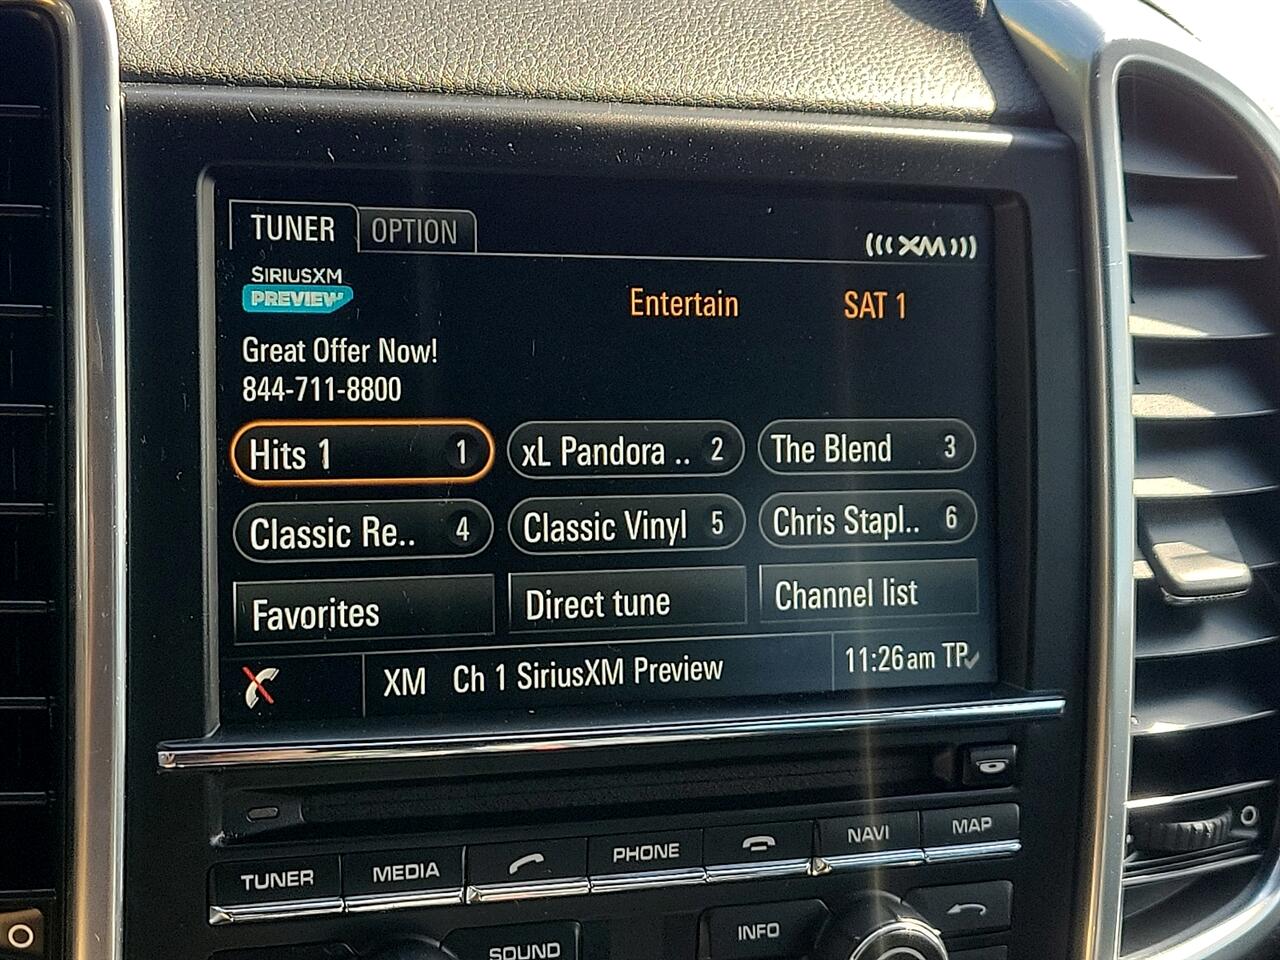 TUNER OPTION
(((XM)))
SIRIUSXM
PREVIEW
Entertain SAT 1
Great Offer Now!
844-711-8800
Hits 1 1 xL Pandora .. 2 The Blend 3
Classic Re.. 4 Classic Vinyl 5 Chris Stapl.. 6
Favorites Direct tune Channel list
XM Ch 1 SiriusXM Preview 11:26am TP
TUNER MEDIA PHONE NAVI MAP
SOUND INFO